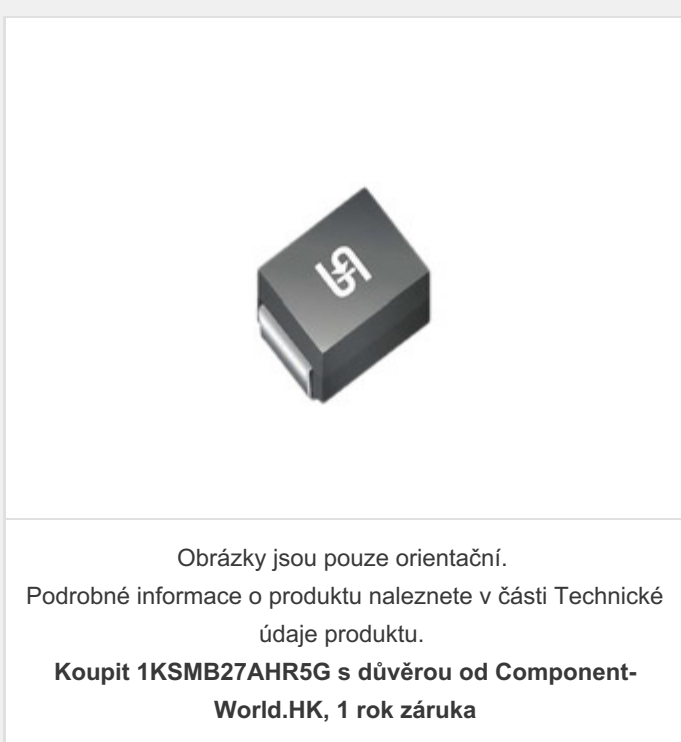 Obrázky jsou pouze orientační.
Podrobné informace o produktu naleznete v části Technické
údaje produktu.
Koupit 1KSMB27AHR5G s důvěrou od Component-
World.HK, 1 rok záruka